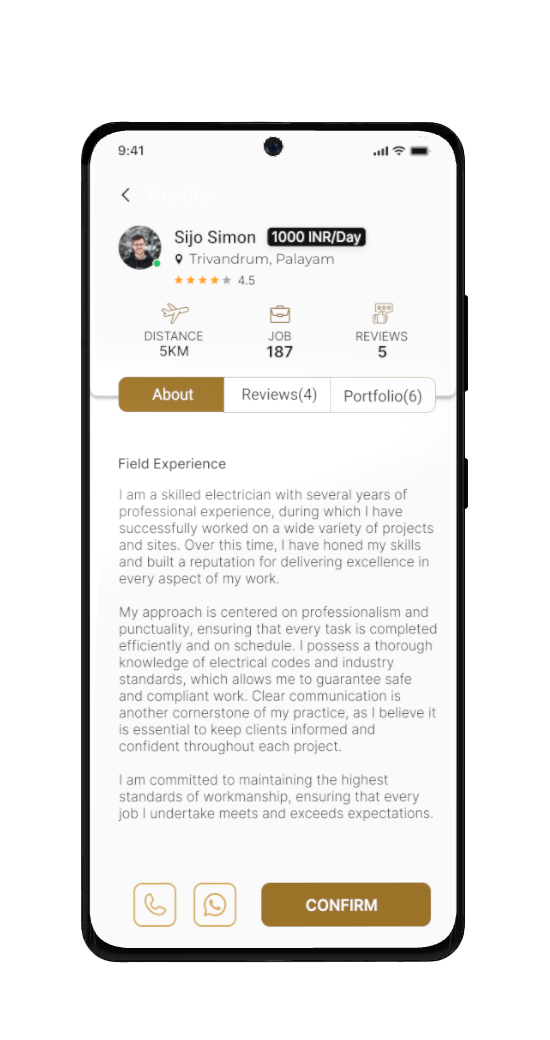 9:41
Profile
Sijo Simon 1000 INR/Day
Trivandrum, Palayam
4.5
DISTANCE JOB REVIEWS
5KM 187 5
About Reviews(4) Portfolio(6)
Field Experience
I am a skilled electrician with several years of
professional experience, during which I have
successfully worked on a wide variety of projects
and sites. Over this time, I have honed my skills
and built a reputation for delivering excellence in
every aspect of my work.
My approach is centered on professionalism and
punctuality, ensuring that every task is completed
efficiently and on schedule. I possess a thorough
knowledge of electrical codes and industry
standards, which allows me to guarantee safe
and compliant work. Clear communication is
another cornerstone of my practice, as I believe it
is essential to keep clients informed and
confident throughout each project.
I am committed to maintaining the highest
standards of workmanship, ensuring that every
job I undertake meets and exceeds expectations.
CONFIRM